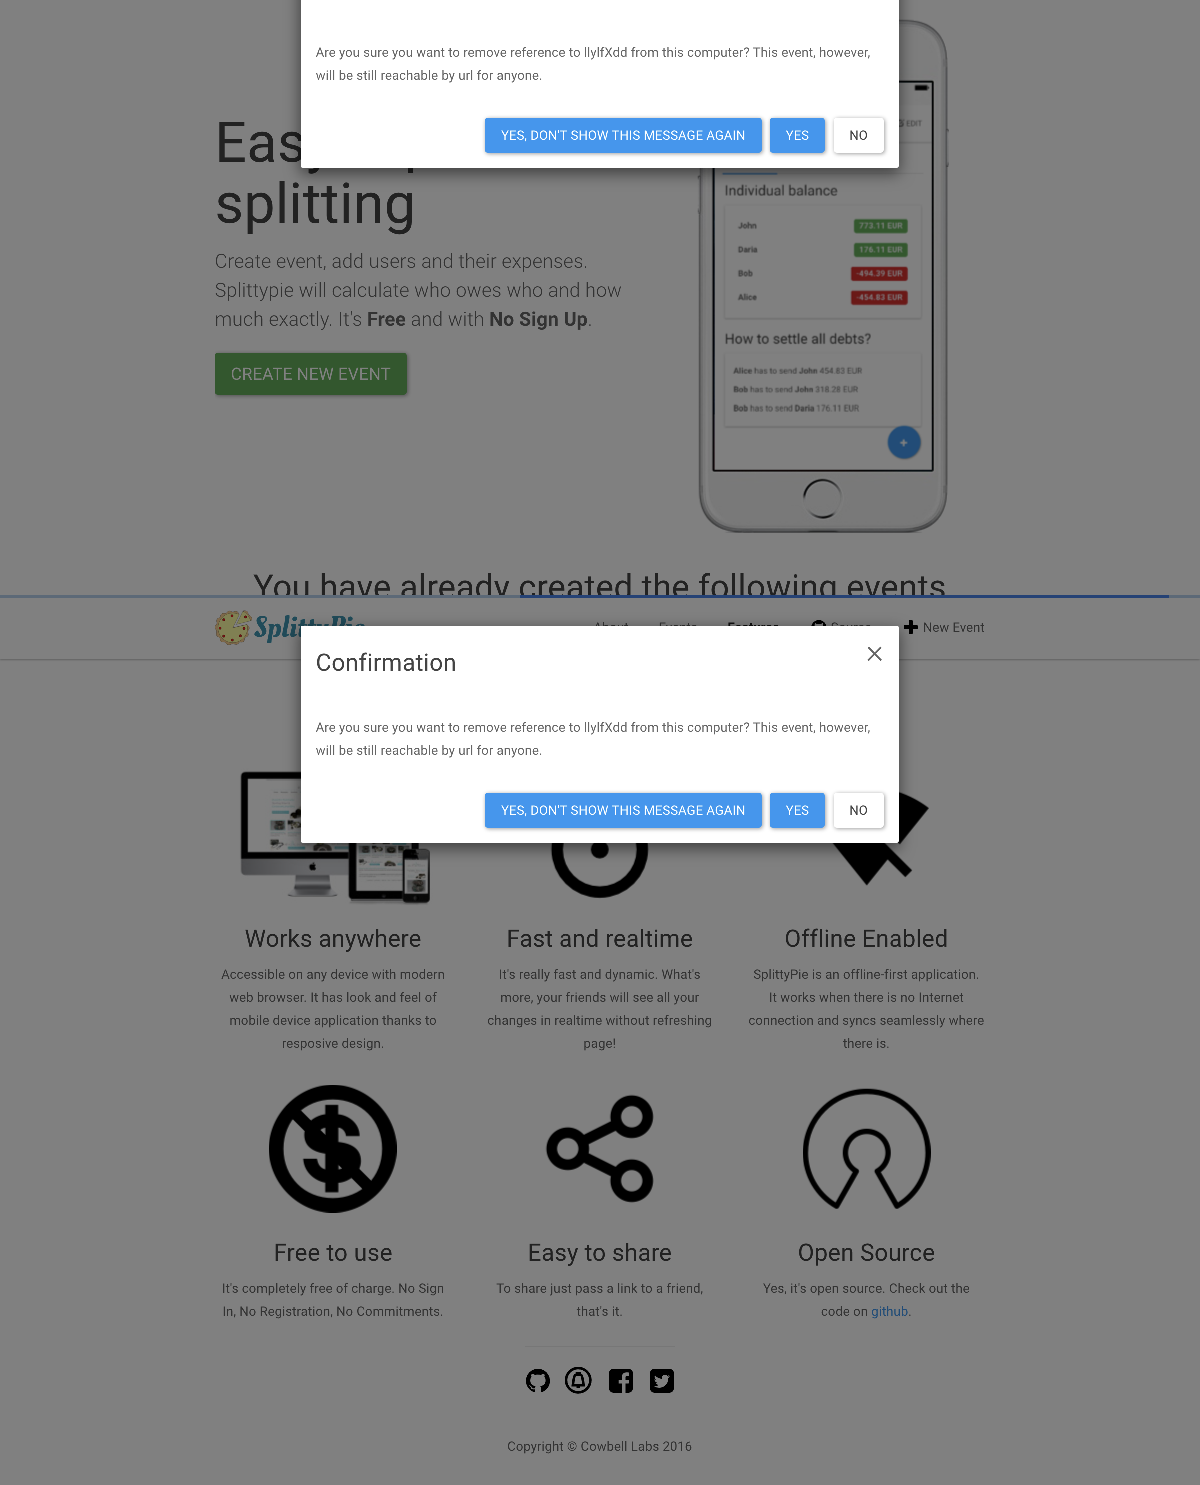 Are you sure you want to remove reference to llylfXdd from this computer? This event, however,
will be still reachable by url for anyone.
YES, DON'T SHOW THIS MESSAGE AGAIN YES NO
EDIT
splitting
Create event, add users and their expenses.
Splittypie will calculate who owes who and how
much exactly. It's Free and with No Sign Up.
CREATE NEW EVENT
Individual balance
John 773.11 EUR
Daria 176.11 EUR
Bob -494.39 EUR
Alice -454.83 EUR
How to settle all debts?
Alice has to send John 454.83 EUR
Bob has to send John 318.28 EUR
Bob has to send Daria 176.11 EUR
You have already created the following events
SplittyPie About Events Features Source New Event
Confirmation
Are you sure you want to remove reference to llylfXdd from this computer? This event, however,
will be still reachable by url for anyone.
YES, DON'T SHOW THIS MESSAGE AGAIN YES NO
Works anywhere
Accessible on any device with modern
web browser. It has look and feel of
mobile device application thanks to
resposive design.
Fast and realtime
It's really fast and dynamic. What's
more, your friends will see all your
changes in realtime without refreshing
page!
Offline Enabled
SplittyPie is an offline-first application.
It works when there is no Internet
connection and syncs seamlessly where
there is.
Free to use
It's completely free of charge. No Sign
In, No Registration, No Commitments.
Easy to share
To share just pass a link to a friend,
that's it.
Open Source
Yes, it's open source. Check out the
code on github.
Copyright © Cowbell Labs 2016